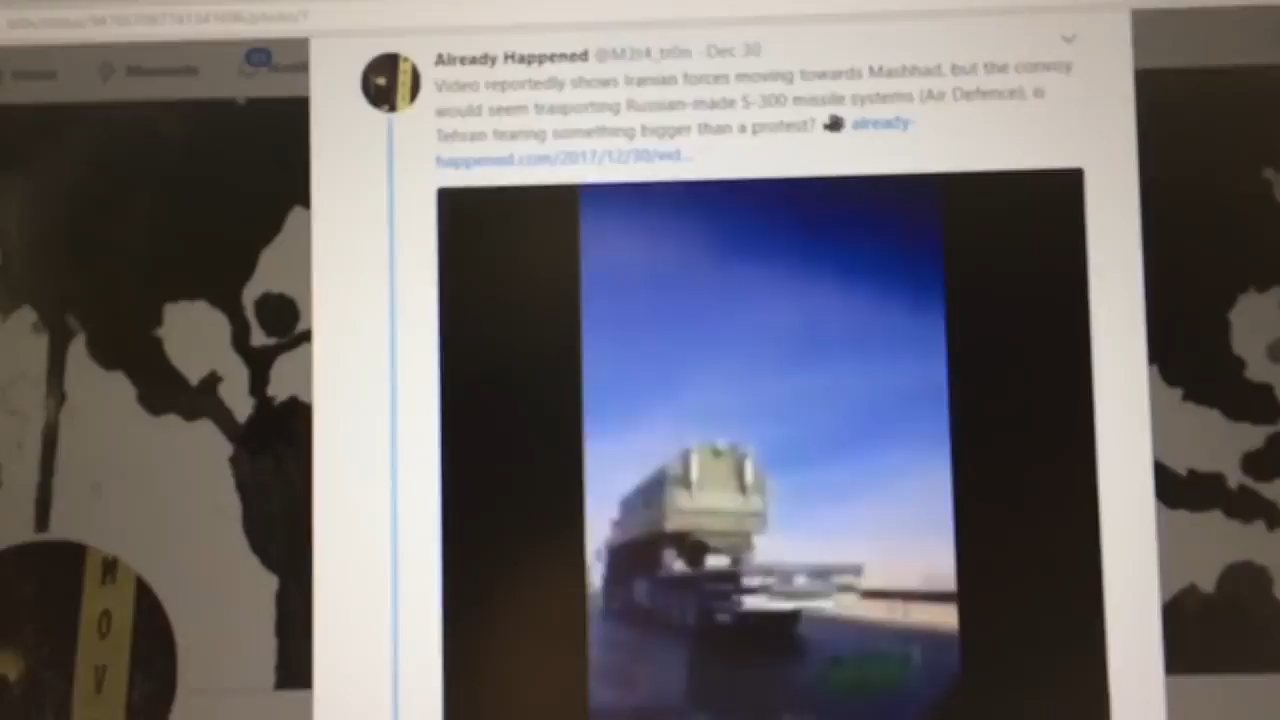 Already Happened Dec 30
Video reportedly shows Iranian forces moving towards Mashhad, but the convoy
would seem trasporting Russian-made S-300 missile systems (Air Defence), is
Tehran fearing something bigger than a protest? already-
happened.com/2017/12/30/vid...
Moments
M
O
V